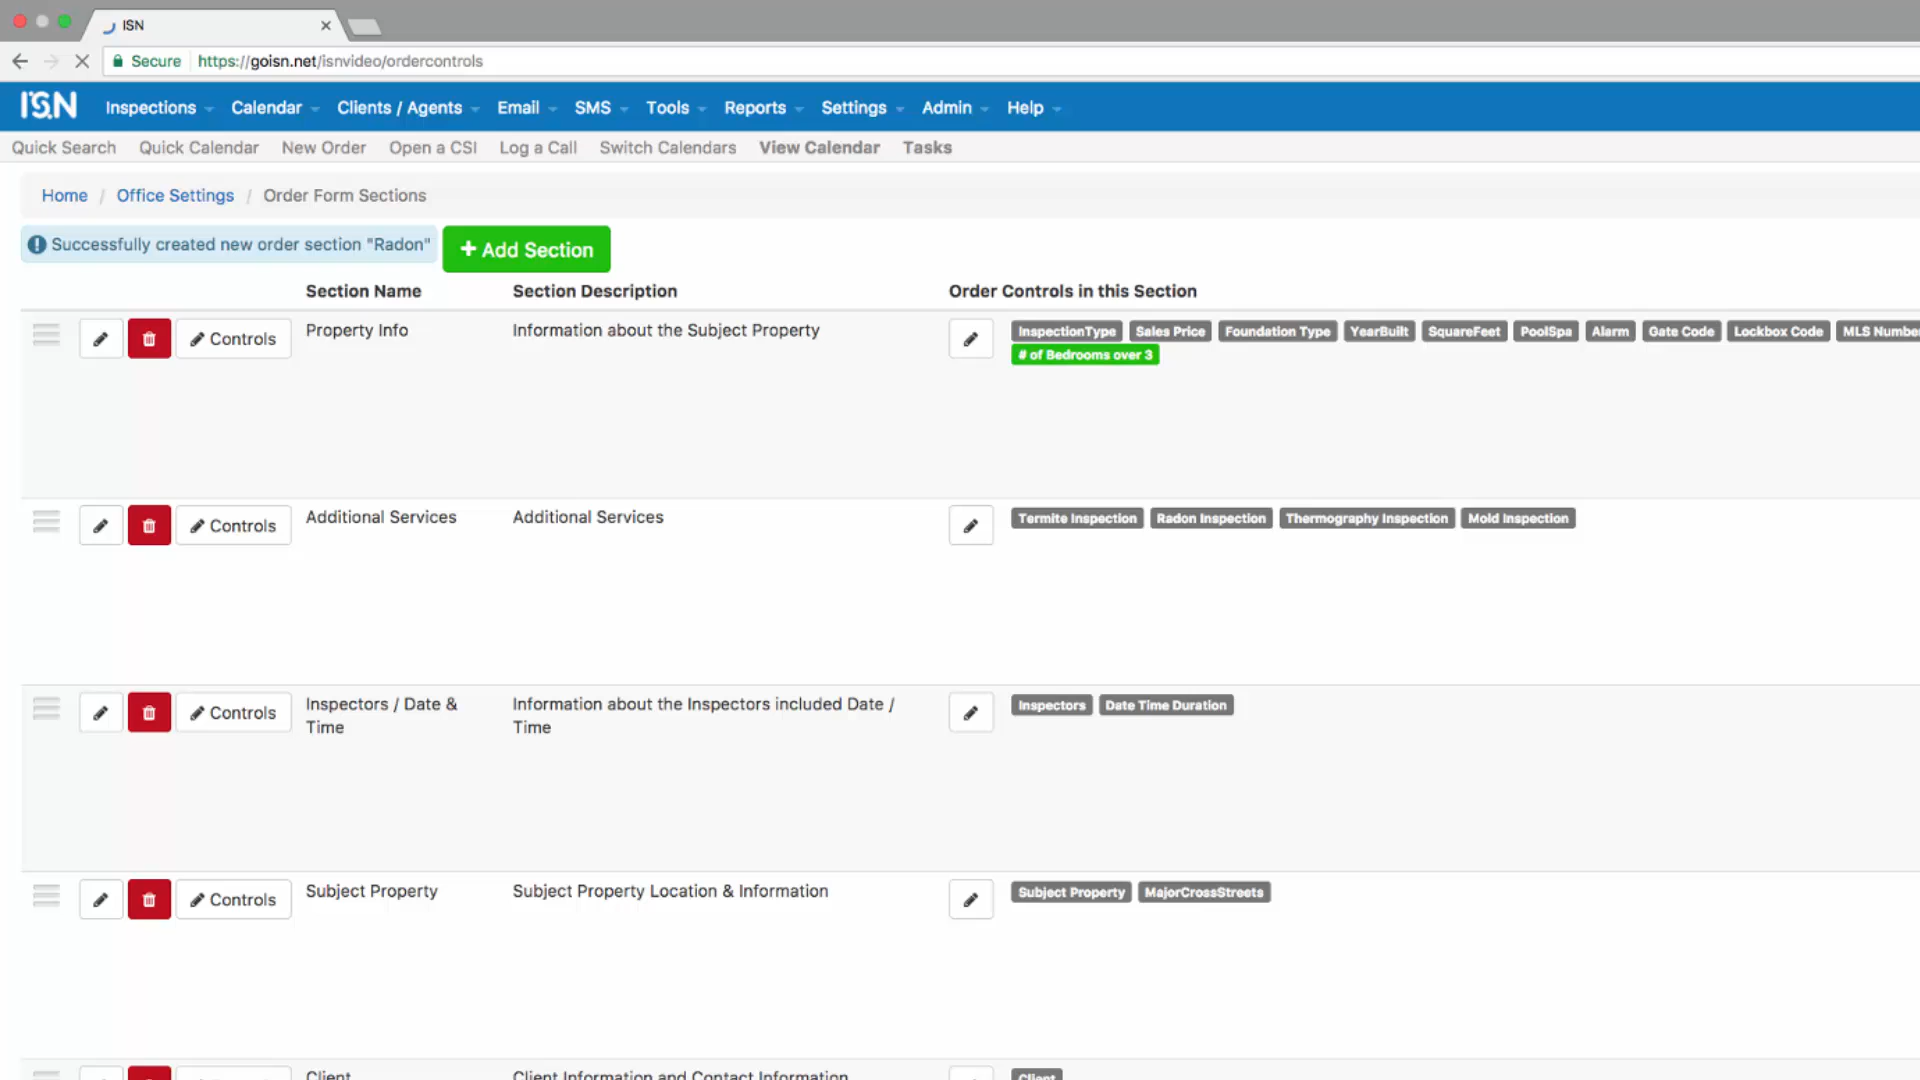 ISN
Secure https://goisn.net/isnvideo/ordercontrols
ISN Inspections Calendar Clients / Agents Email SMS Tools Reports Settings Admin Help
Quick Search Quick Calendar New Order Open a CSI Log a Call Switch Calendars View Calendar Tasks
Home / Office Settings / Order Form Sections
Successfully created new order section "Radon" + Add Section
Section Name Section Description Order Controls in this Section
Controls Property Info Information about the Subject Property InspectionType Sales Price Foundation Type YearBuilt SquareFeet PoolSpa Alarm Gate Code Lockbox Code MLS Number
# of Bedrooms over 3
Controls Additional Services Additional Services Termite Inspection Radon Inspection Thermography Inspection Mold Inspection
Controls Inspectors / Date & Information about the Inspectors included Date / Inspectors Date Time Duration
Time Time
Controls Subject Property Subject Property Location & Information Subject Property MajorCrossStreets
Client Client Information and Contact Information Client